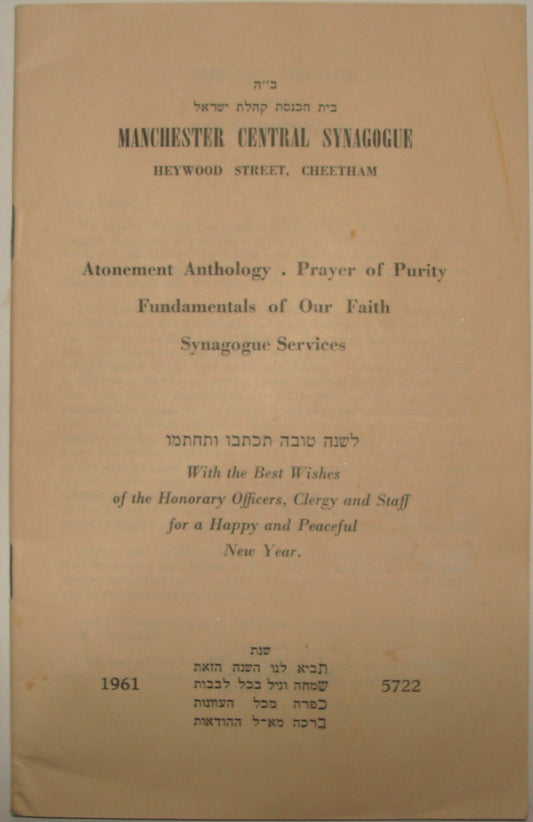 ב״ה
בית הכנסת קהלת ישראל
MANCHESTER CENTRAL SYNAGOGUE
HEYWOOD STREET, CHEETHAM
Atonement Anthology . Prayer of Purity
Fundamentals of Our Faith
Synagogue Services
לשנה טובה תכתבו ותחתמו
With the Best Wishes
of the Honorary Officers, Clergy and Staff
for a Happy and Peaceful
New Year.
שנת
תביא לנו השנה הזאת
1961 שמחה וגיל בכל לבבות 5722
כפרה מכל העוונות
ברכה מא־ל ההודאות